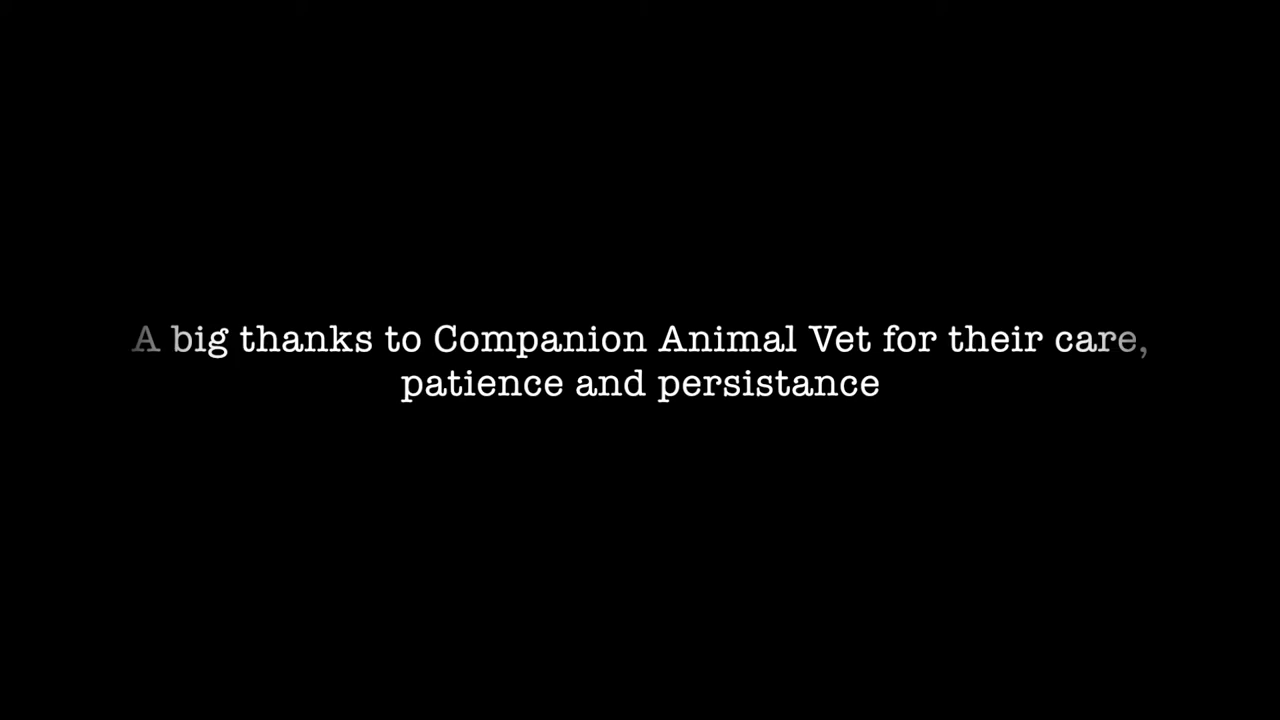 A big thanks to Companion Animal Vet for their care,
patience and persistance